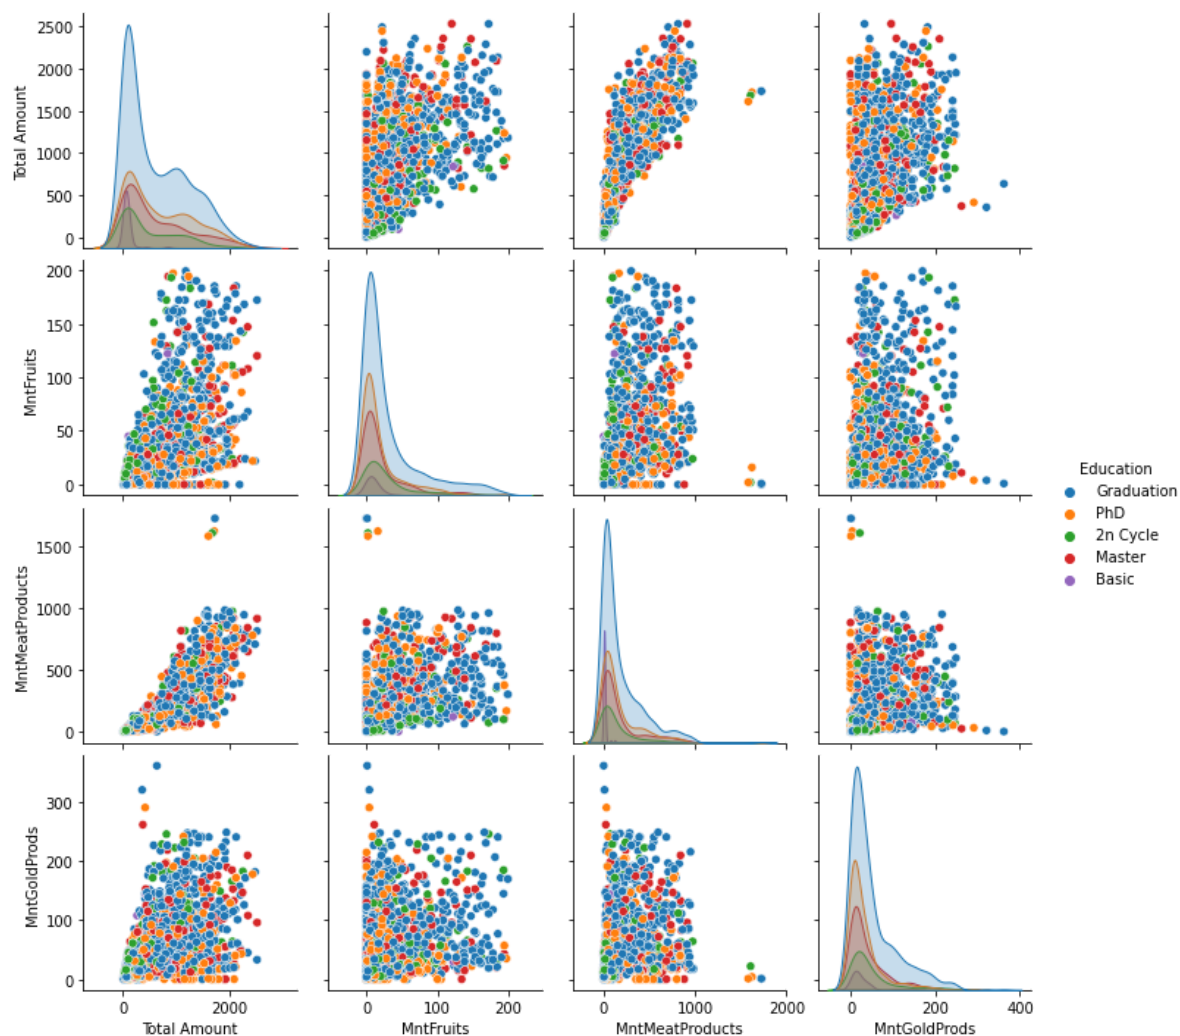 2500
2000
1500
1000
500
0
Total Amount
200
150
100
50
0
MntFruits
1500
1000
500
0
MntMeatProducts
300
200
100
0
MntGoldProds
0 2000
Total Amount
0 100 200
MntFruits
0 1000 2000
MntMeatProducts
0 200 400
MntGoldProds
Education
Graduation
PhD
2n Cycle
Master
Basic